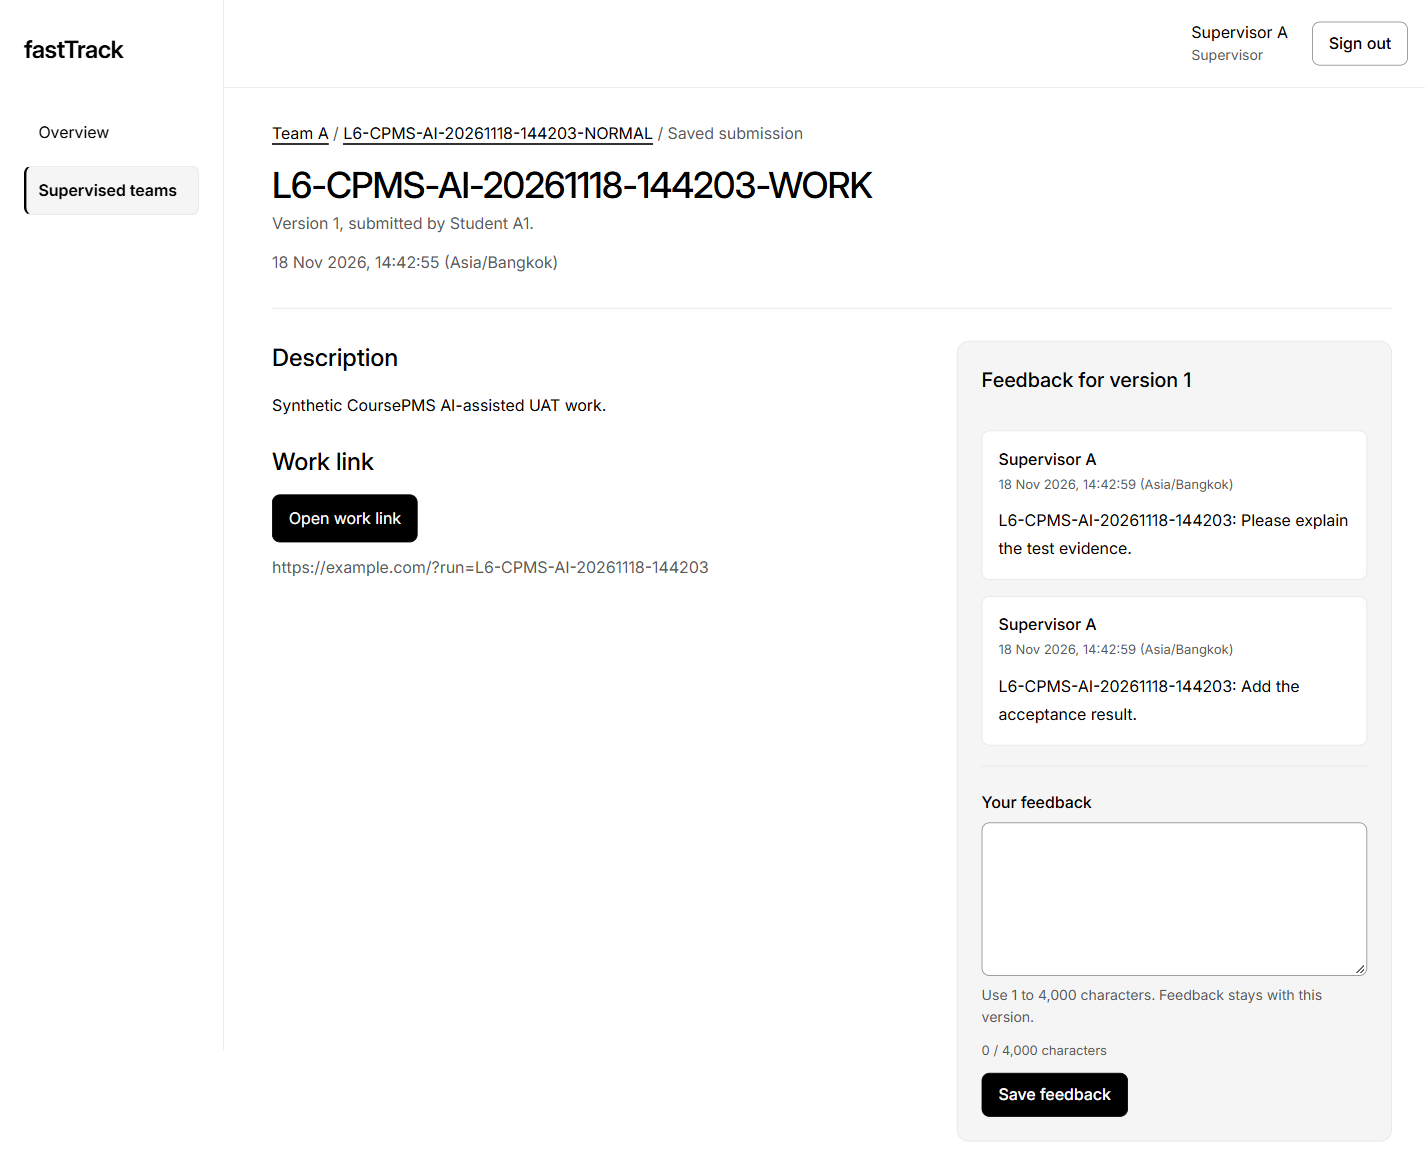 fastTrack
Supervisor A
Supervisor
Sign out
Overview
Supervised teams
Team A / L6-CPMS-AI-20261118-144203-NORMAL / Saved submission
L6-CPMS-AI-20261118-144203-WORK
Version 1, submitted by Student A1.
18 Nov 2026, 14:42:55 (Asia/Bangkok)
Description
Synthetic CoursePMS AI-assisted UAT work.
Work link
Open work link
https://example.com/?run=L6-CPMS-AI-20261118-144203
Feedback for version 1
Supervisor A
18 Nov 2026, 14:42:59 (Asia/Bangkok)
L6-CPMS-AI-20261118-144203: Please explain
the test evidence.
Supervisor A
18 Nov 2026, 14:42:59 (Asia/Bangkok)
L6-CPMS-AI-20261118-144203: Add the
acceptance result.
Your feedback
Use 1 to 4,000 characters. Feedback stays with this
version.
0 / 4,000 characters
Save feedback